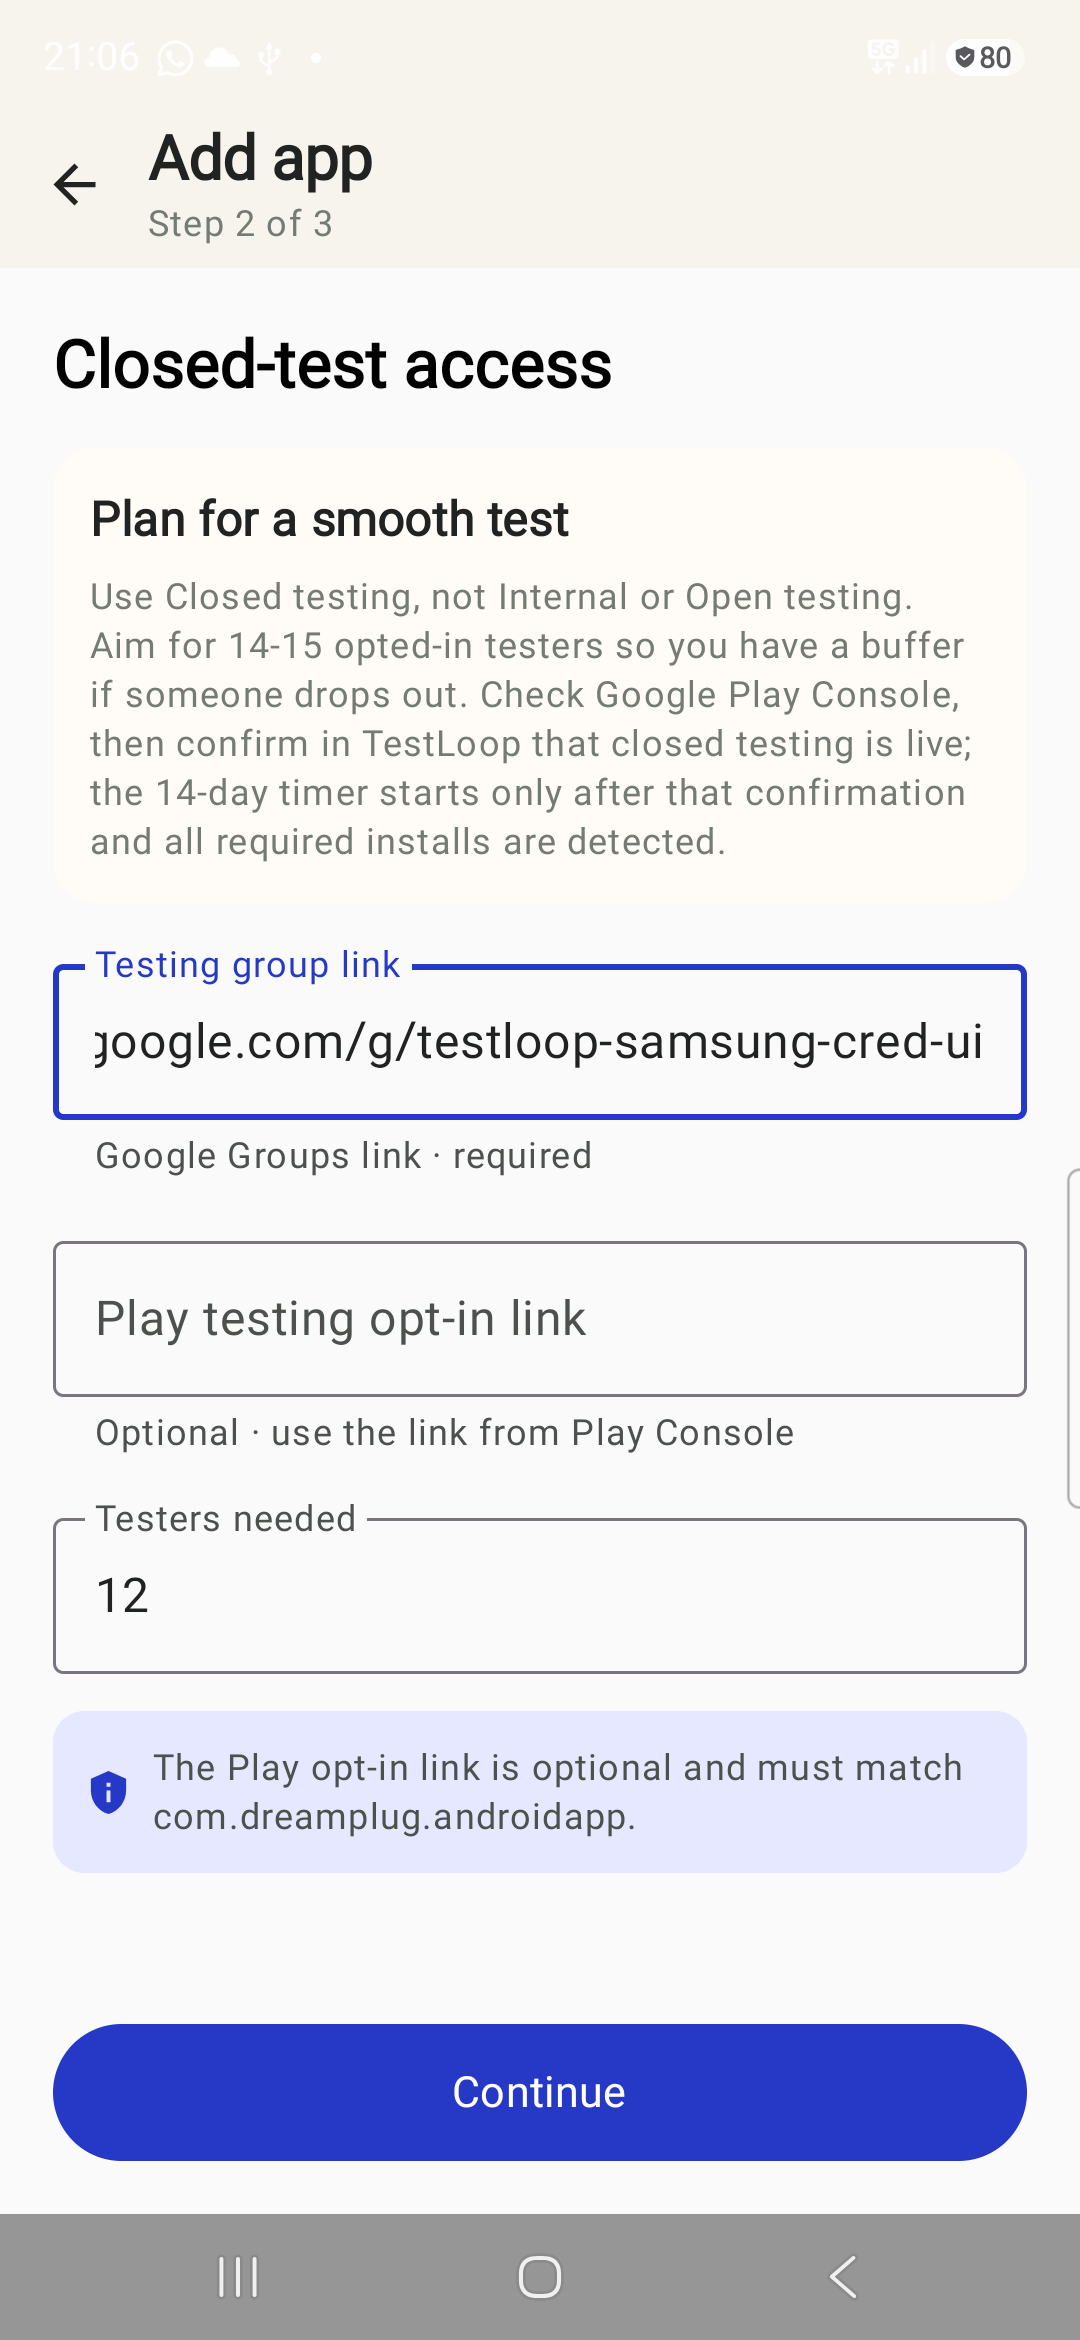 21:06
5G
80
Add app
Step 2 of 3
Closed-test access
Plan for a smooth test
Use Closed testing, not Internal or Open testing.
Aim for 14-15 opted-in testers so you have a buffer
if someone drops out. Check Google Play Console,
then confirm in TestLoop that closed testing is live;
the 14-day timer starts only after that confirmation
and all required installs are detected.
Testing group link
google.com/g/testloop-samsung-cred-ui
Google Groups link · required
Play testing opt-in link
Optional · use the link from Play Console
Testers needed
12
The Play opt-in link is optional and must match
com.dreamplug.androidapp.
Continue